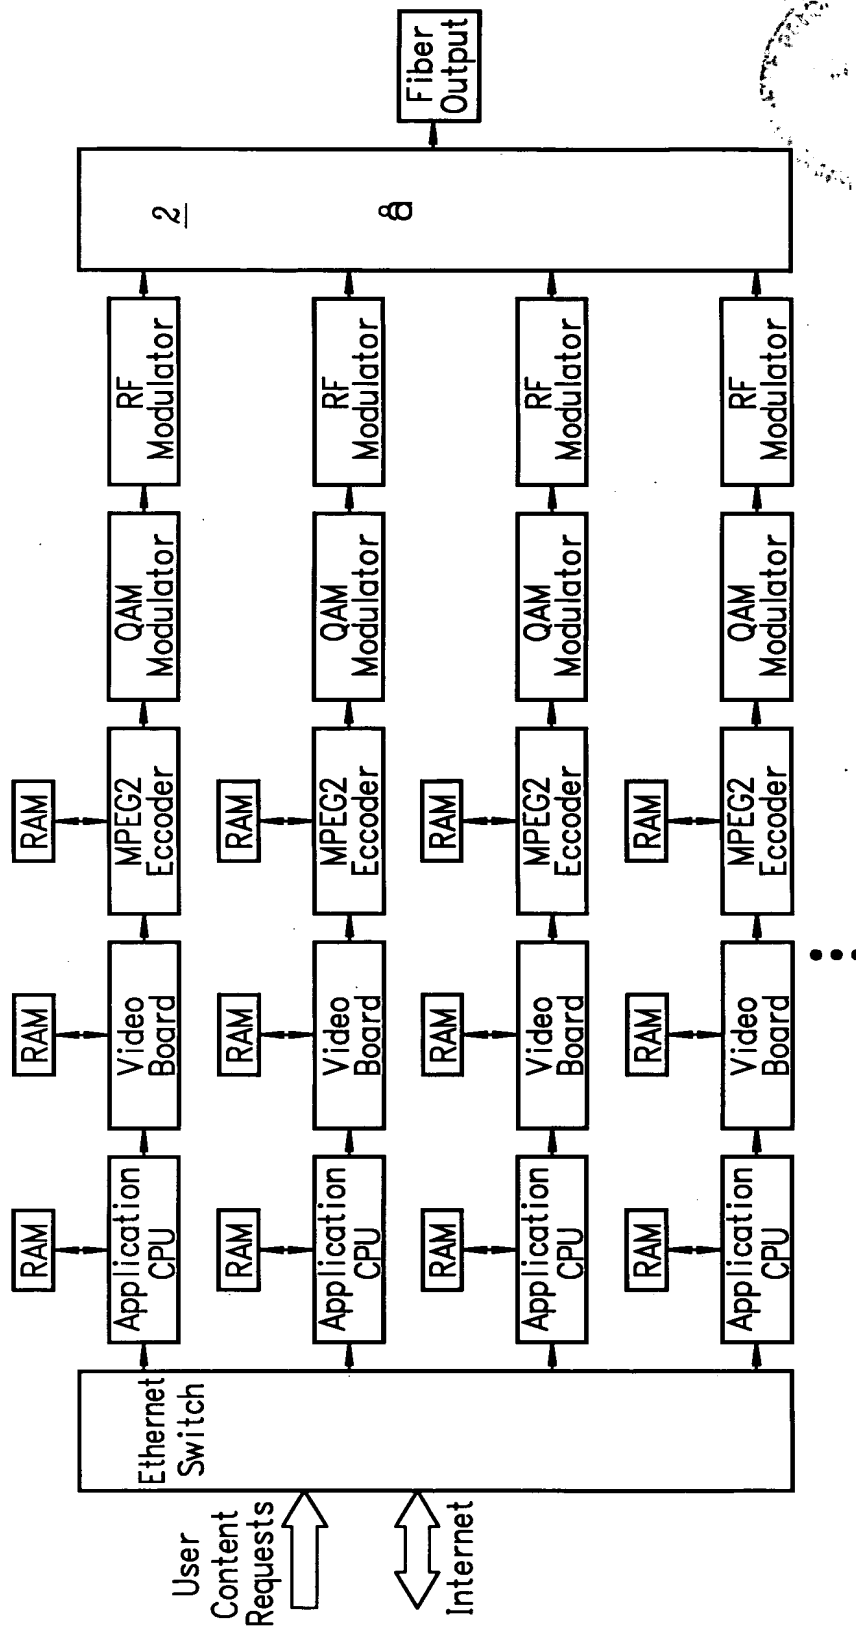 User
Content
Requests
Internet
Ethernet
Switch
RAM
RAM
RAM
Application
CPU
Video
Board
MPEG2
Eccoder
QAM
Modulator
RF
Modulator
RAM
RAM
RAM
Application
CPU
Video
Board
MPEG2
Eccoder
QAM
Modulator
RF
Modulator
RAM
RAM
RAM
Application
CPU
Video
Board
MPEG2
Eccoder
QAM
Modulator
RF
Modulator
RAM
RAM
RAM
Application
CPU
Video
Board
MPEG2
Eccoder
QAM
Modulator
RF
Modulator
2
Fiber
Output